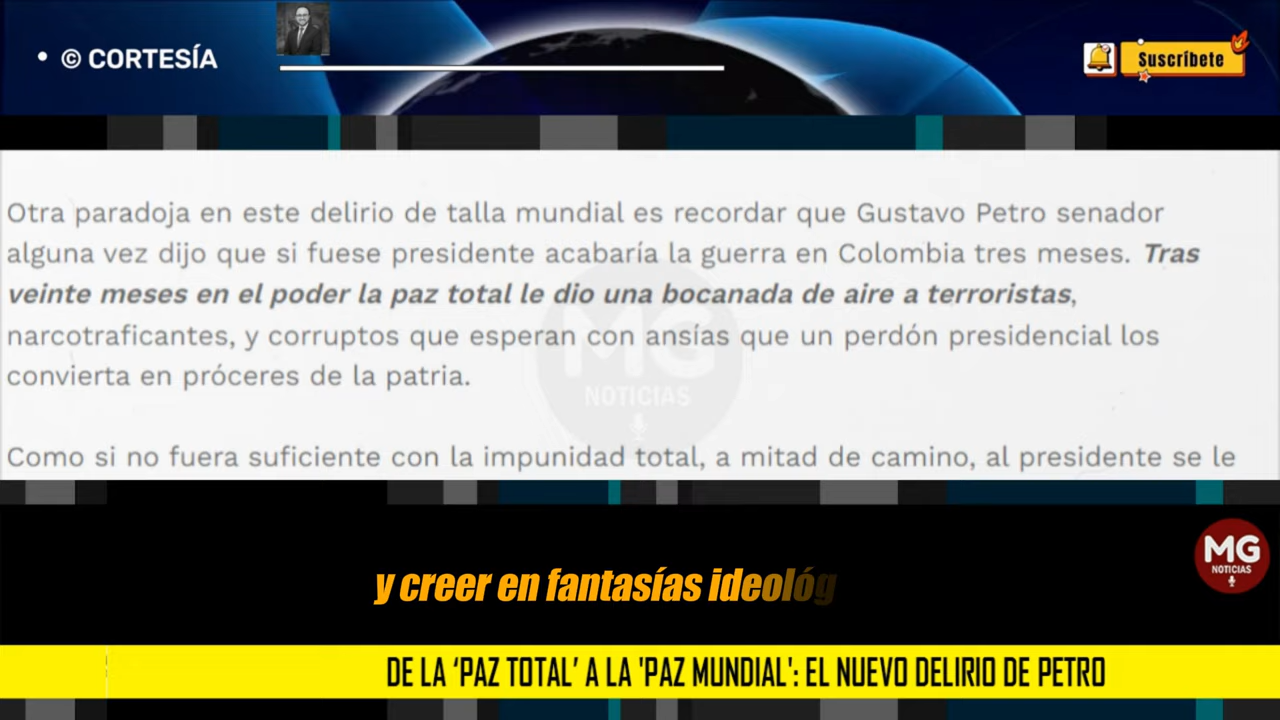 • © CORTESÍA
Suscríbete
Otra paradoja en este delirio de talla mundial es recordar que Gustavo Petro senador
alguna vez dijo que si fuese presidente acabaría la guerra en Colombia tres meses. Tras
veinte meses en el poder la paz total le dio una bocanada de aire a terroristas,
narcotraficantes, y corruptos que esperan con ansías que un perdón presidencial los
convierta en próceres de la patria.
MG
NOTICIAS
Como si no fuera suficiente con la impunidad total, a mitad de camino, al presidente se le
MG
NOTICIAS
y creer en fantasías ideológ
DE LA ‘PAZ TOTAL’ A LA 'PAZ MUNDIAL': EL NUEVO DELIRIO DE PETRO